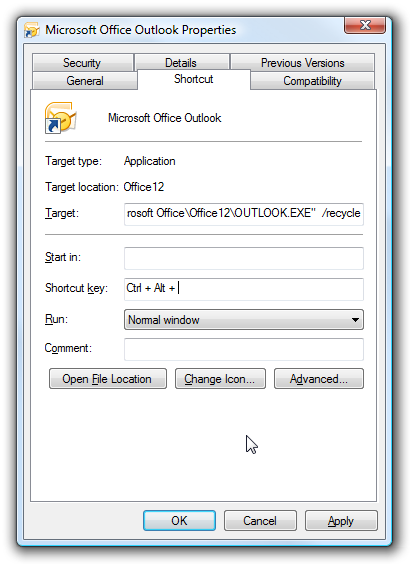 Microsoft Office Outlook Properties
Security Details Previous Versions
General Shortcut Compatibility
Microsoft Office Outlook
Target type: Application
Target location: Office12
Target: rosoft Office\Office12\OUTLOOK.EXE" /recycle
Start in:
Shortcut key: Ctrl + Alt +
Run: Normal window
Comment:
Open File Location Change Icon... Advanced...
OK Cancel Apply